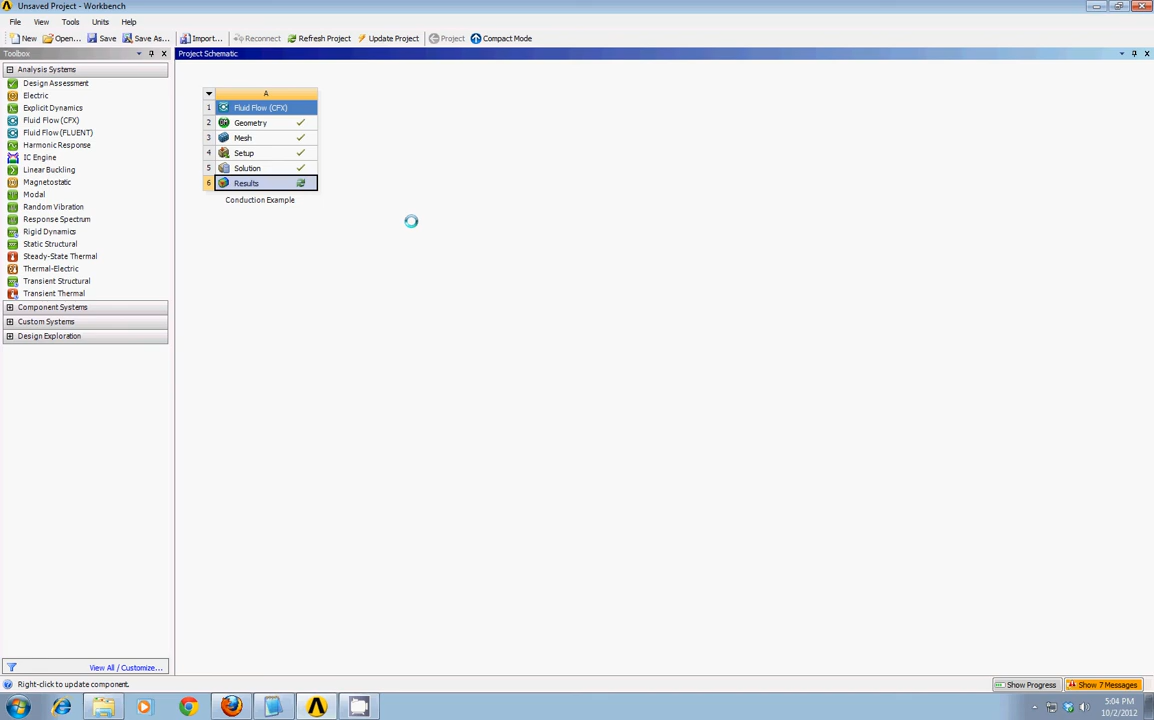 Unsaved Project - Workbench
File View Tools Units Help
New Open... Save Save As... Import... Reconnect Refresh Project Update Project Project Compact Mode
Toolbox
Project Schematic
Analysis Systems
Design Assessment
Electric
Explicit Dynamics
Fluid Flow (CFX)
Fluid Flow (FLUENT)
Harmonic Response
IC Engine
Linear Buckling
Magnetostatic
Modal
Random Vibration
Response Spectrum
Rigid Dynamics
Static Structural
Steady-State Thermal
Thermal-Electric
Transient Structural
Transient Thermal
Component Systems
Custom Systems
Design Exploration
A
1 Fluid Flow (CFX)
2 Geometry
3 Mesh
4 Setup
5 Solution
6 Results
Conduction Example
View All / Customize...
Right-click to update component.
Show Progress Show 7 Messages
5:04 PM
10/2/2012